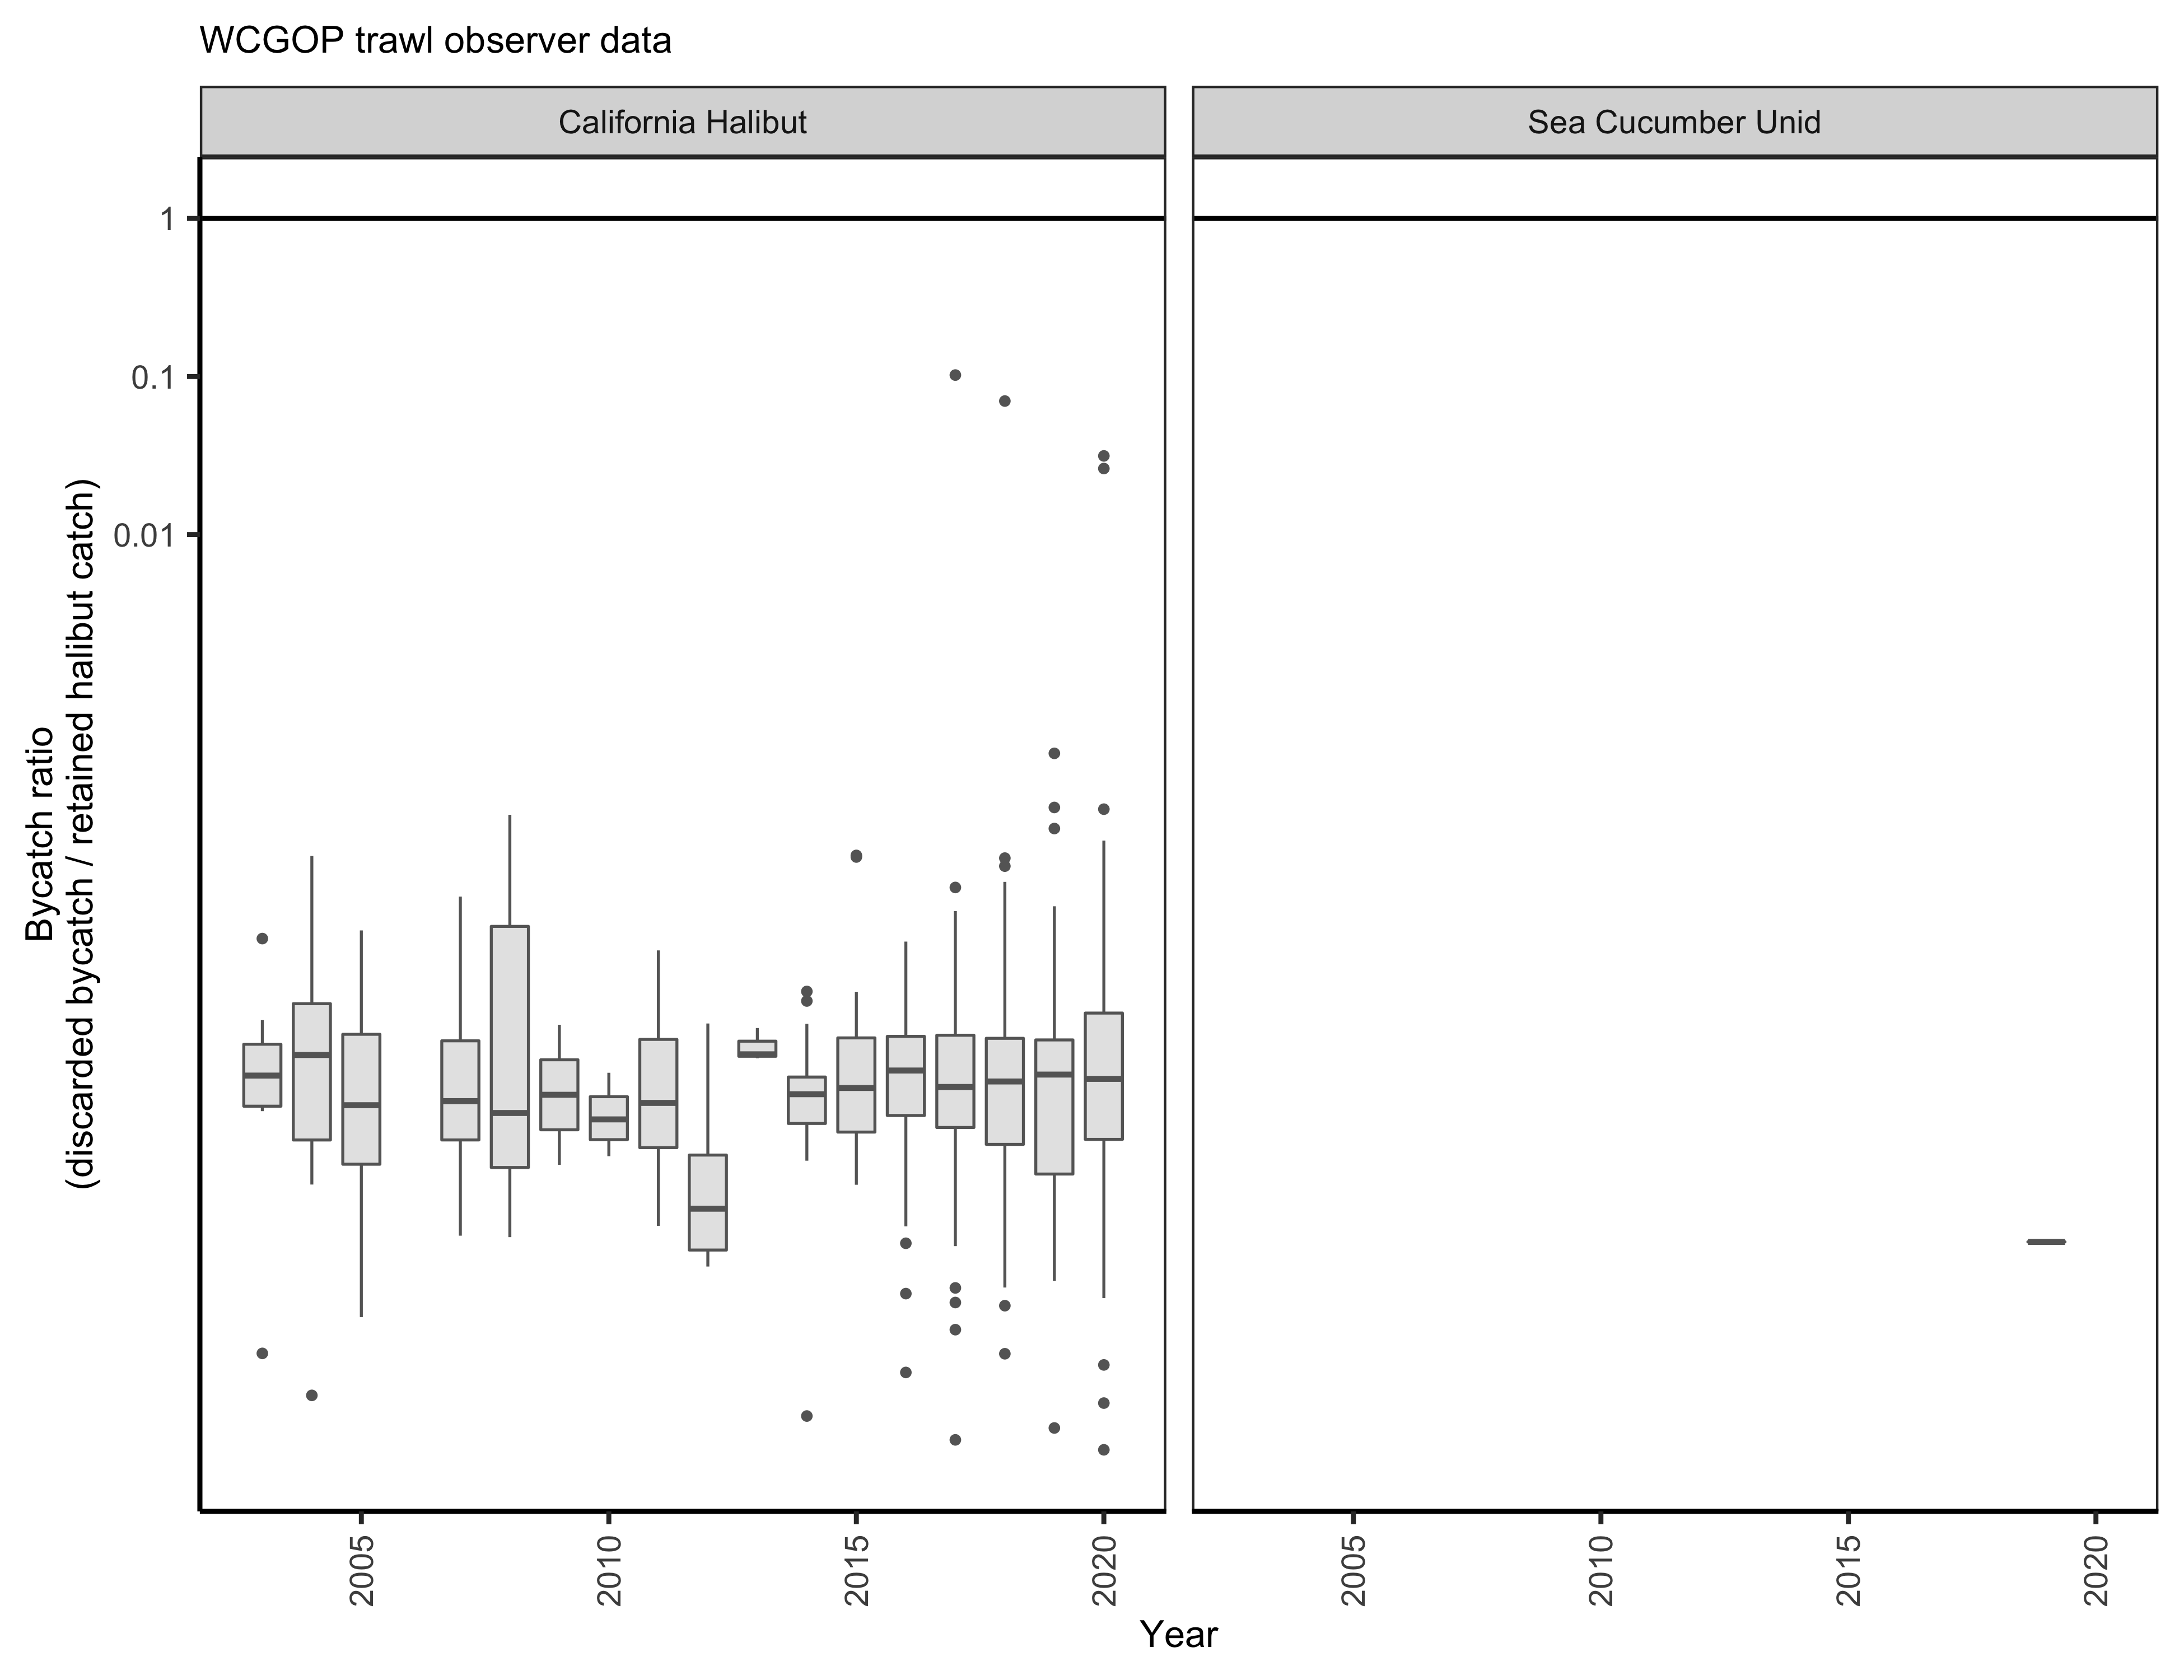 WCGOP trawl observer data
California Halibut
Sea Cucumber Unid
1
0.1
0.01
Bycatch ratio
(discarded bycatch / retained halibut catch)
2005
2010
2015
2020
2005
2010
2015
2020
Year